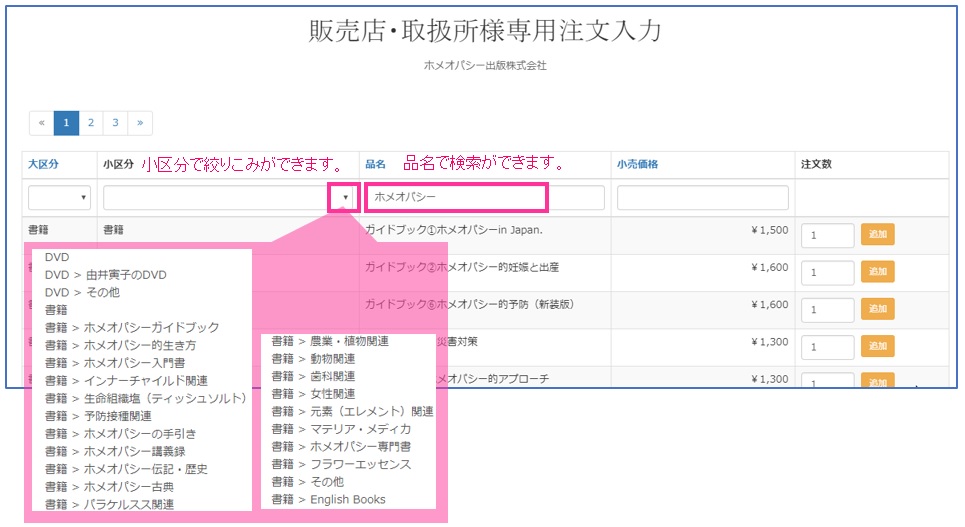 販売店・取扱所様専用注文入力
ホメオパシー出版株式会社
« 1 2 3 »
大区分 小区分 小区分で絞りこみができます。 品名 品名で検索ができます。 小売価格 注文数
ホメオパシー
書籍 書籍 ガイドブック①ホメオパシーin Japan. ¥1,500 1 追加
ガイドブック②ホメオパシー的妊娠と出産 ¥1,600 1 追加
ガイドブック⑥ホメオパシー的予防（新装版） ¥1,600 1 追加
災害対策 ¥1,300 1 追加
メオパシー的アプローチ ¥1,300 1 追加
DVD
DVD > 由井寅子のDVD
DVD > その他
書籍
書籍 > ホメオパシーガイドブック
書籍 > ホメオパシー的生き方
書籍 > ホメオパシー入門書
書籍 > インナーチャイルド関連
書籍 > 生命組織塩（ティッシュソルト）
書籍 > 予防接種関連
書籍 > ホメオパシーの手引き
書籍 > ホメオパシー講義録
書籍 > ホメオパシー伝記・歴史
書籍 > ホメオパシー古典
書籍 > パラケルスス関連
書籍 > 農業・植物関連
書籍 > 動物関連
書籍 > 歯科関連
書籍 > 女性関連
書籍 > 元素（エレメント）関連
書籍 > マテリア・メディカ
書籍 > ホメオパシー専門書
書籍 > フラワーエッセンス
書籍 > その他
書籍 > English Books